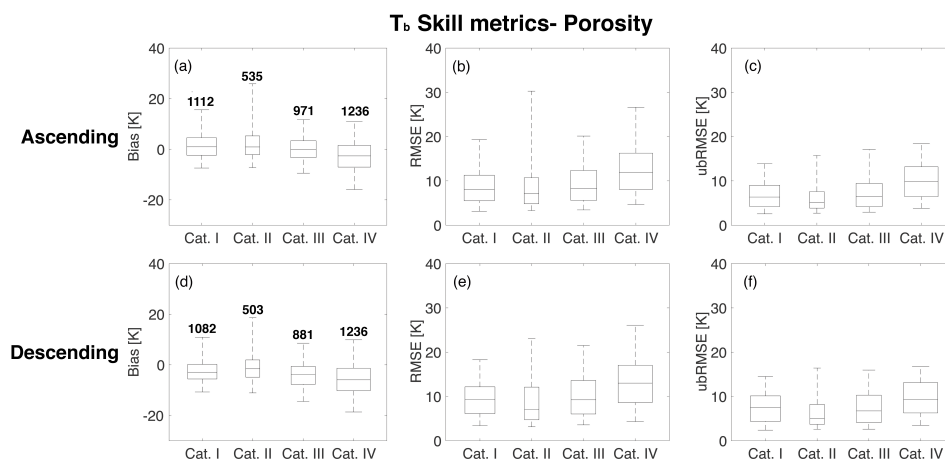 T_b Skill metrics- Porosity
Ascending
(a)
Bias [K]
40
20
0
-20
1112
535
971
1236
Cat. I Cat. II Cat. III Cat. IV
(b)
RMSE [K]
40
30
20
10
0
Cat. I Cat. II Cat. III Cat. IV
(c)
ubRMSE [K]
40
30
20
10
0
Cat. I Cat. II Cat. III Cat. IV
Descending
(d)
Bias [K]
40
20
0
-20
1082
503
881
1236
Cat. I Cat. II Cat. III Cat. IV
(e)
RMSE [K]
40
30
20
10
0
Cat. I Cat. II Cat. III Cat. IV
(f)
ubRMSE [K]
40
30
20
10
0
Cat. I Cat. II Cat. III Cat. IV